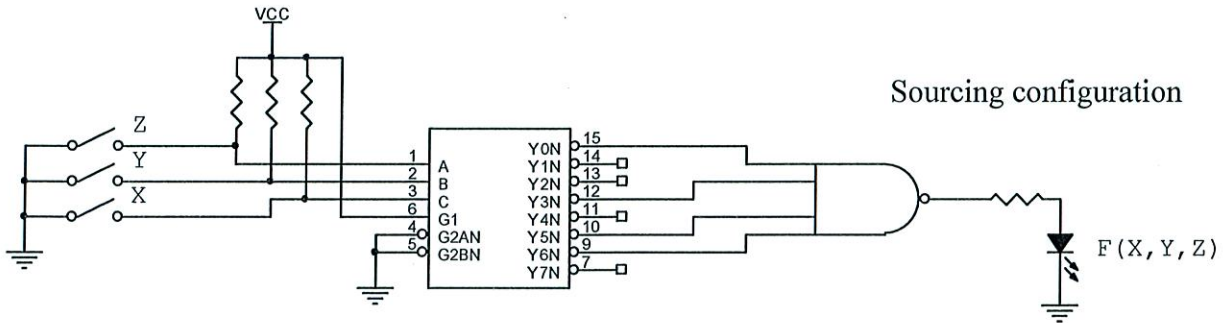 VCC
Sourcing configuration
Z
Y
X
1 A
2 B
3 C
6 G1
4 G2AN
5 G2BN
Y0N 15
Y1N 14
Y2N 13
Y3N 12
Y4N 11
Y5N 10
Y6N 9
Y7N 7
F(X,Y,Z)